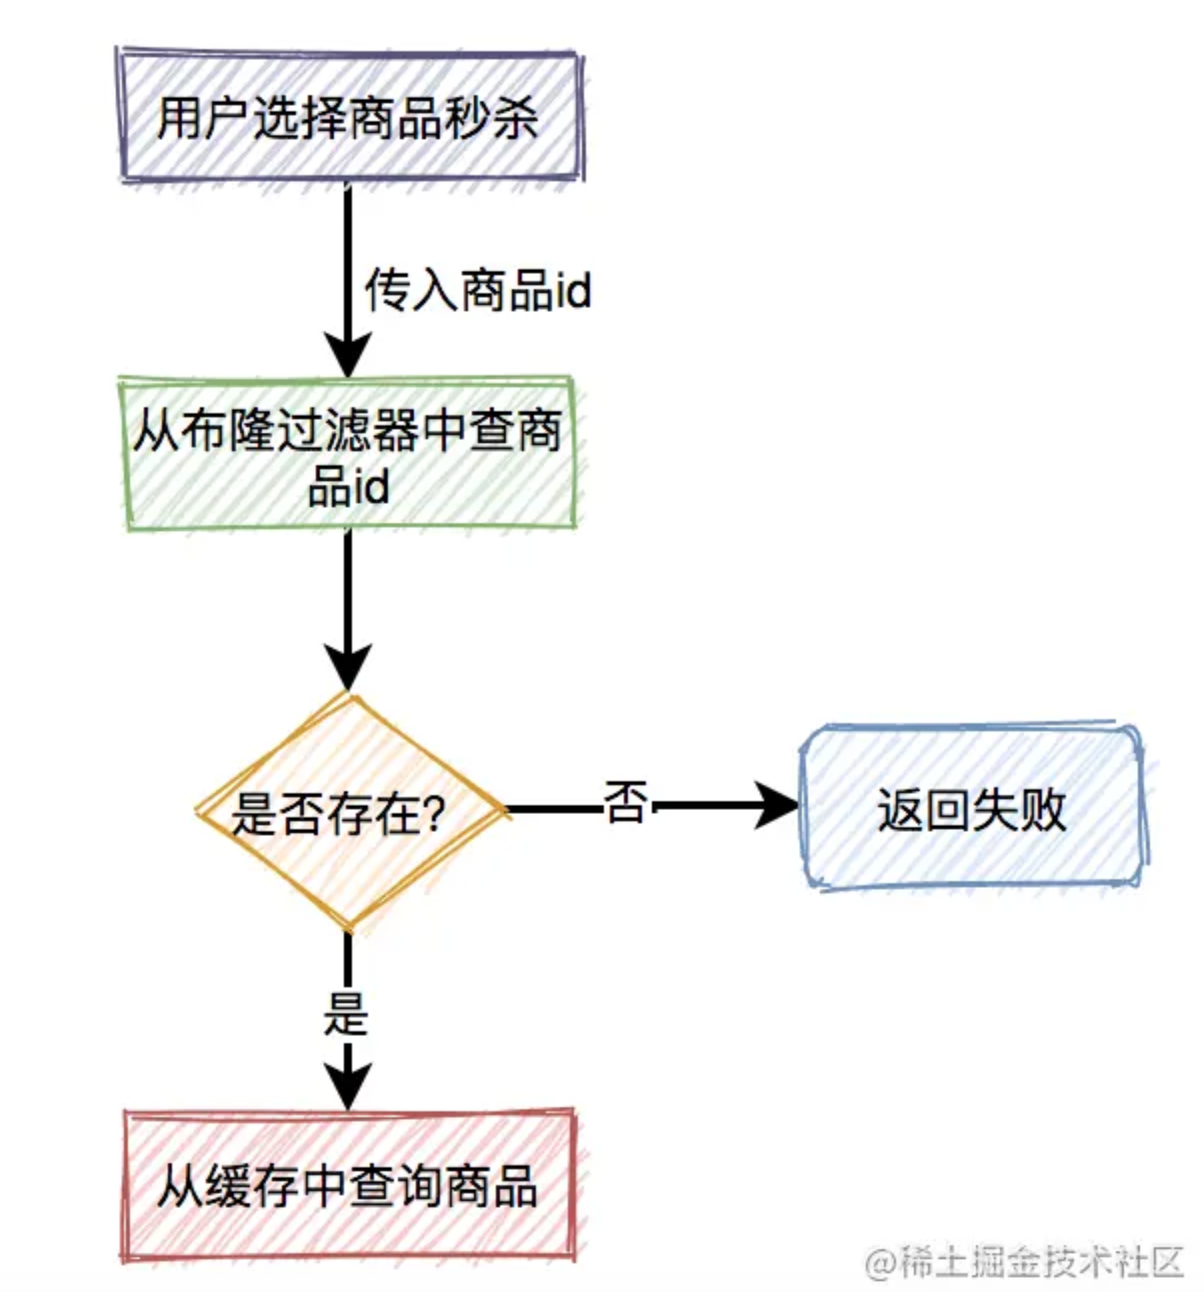 用户选择商品秒杀
传入商品id
从布隆过滤器中查商
品id
是否存在?
否
返回失败
是
从缓存中查询商品
@稀土掘金技术社区